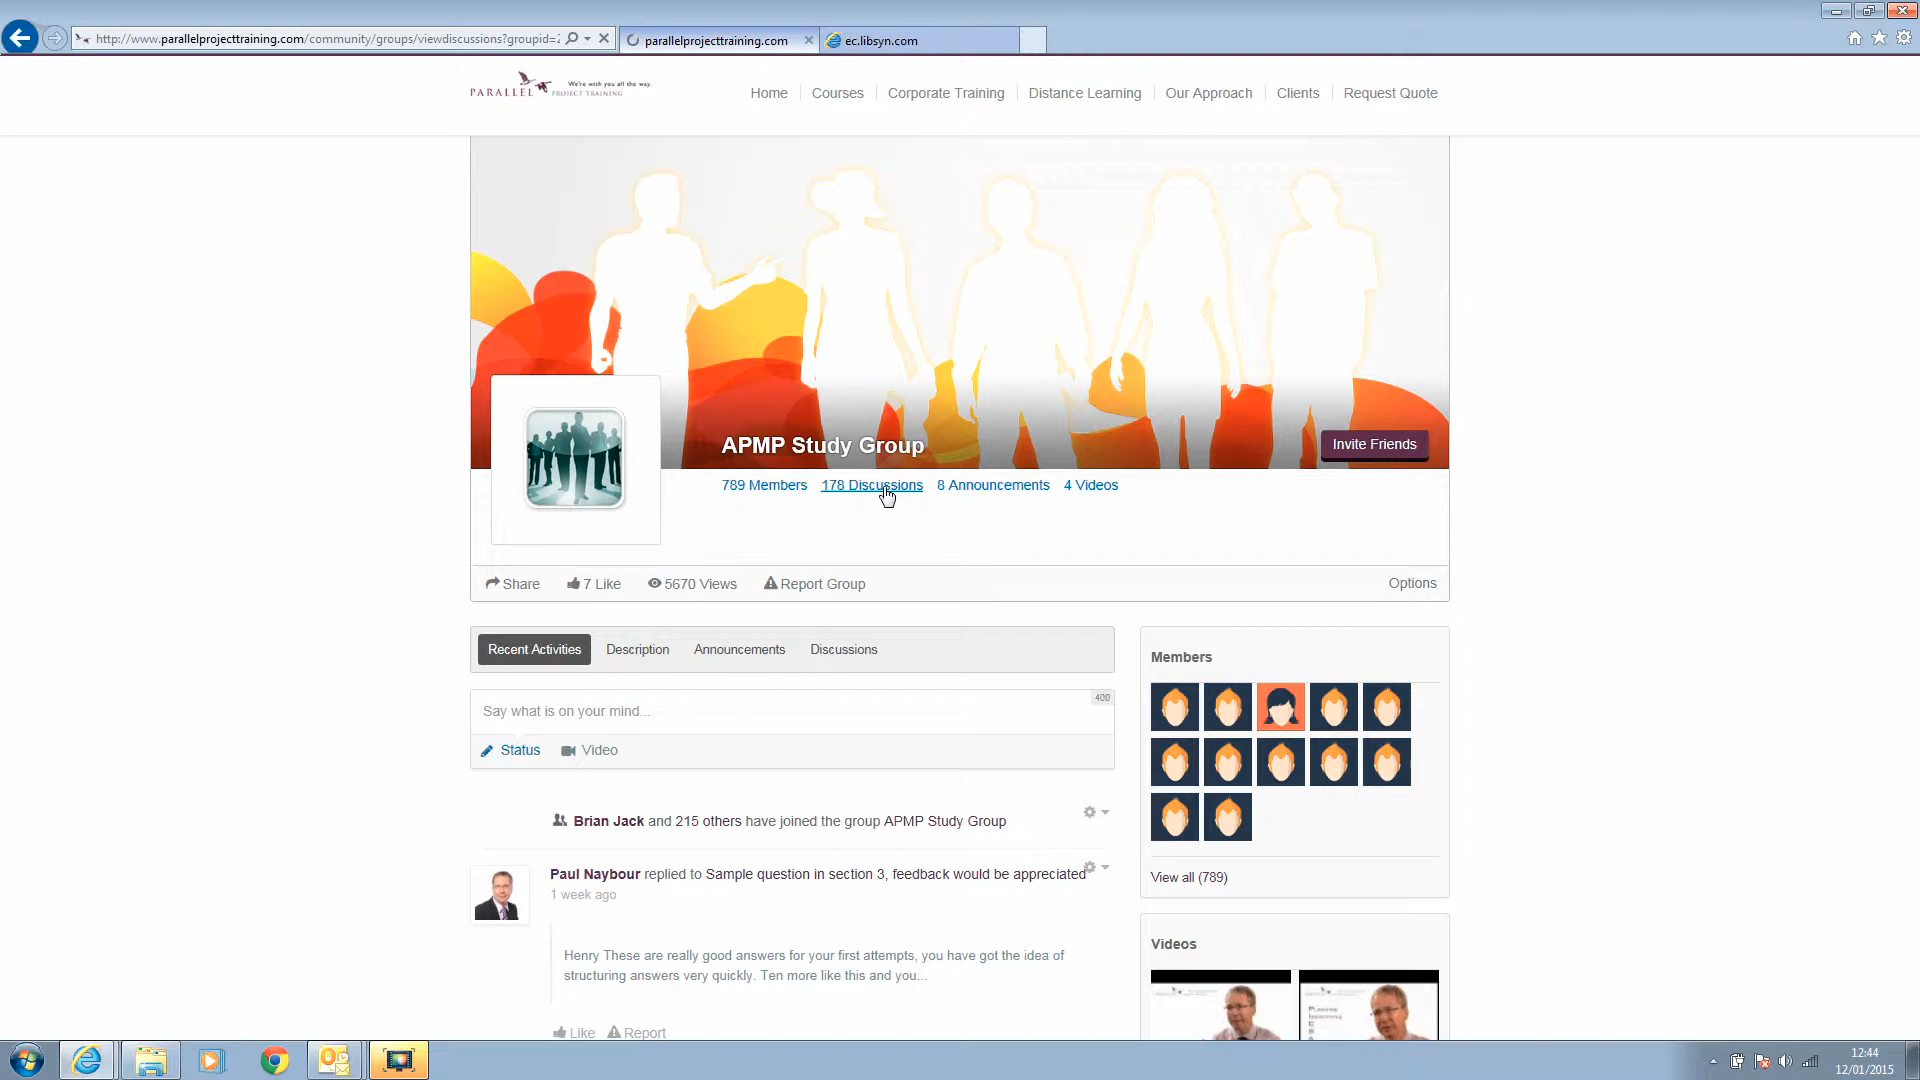 http://www.parallelprojecttraining.com/community/groups/viewdiscussions?groupid=2
parallelprojecttraining.com
ec.libsyn.com
PARALLEL PROJECT TRAINING
We're with you all the way.
Home
Courses
Corporate Training
Distance Learning
Our Approach
Clients
Request Quote
APMP Study Group
Invite Friends
789 Members 178 Discussions 8 Announcements 4 Videos
Share 7 Like 5670 Views Report Group Options
Recent Activities Description Announcements Discussions
400
Say what is on your mind...
Status Video
Brian Jack and 215 others have joined the group APMP Study Group
Paul Naybour replied to Sample question in section 3, feedback would be appreciated
1 week ago
Henry These are really good answers for your first attempts, you have got the idea of
structuring answers very quickly. Ten more like this and you...
Like Report
Members
View all (789)
Videos
12:44
12/01/2015